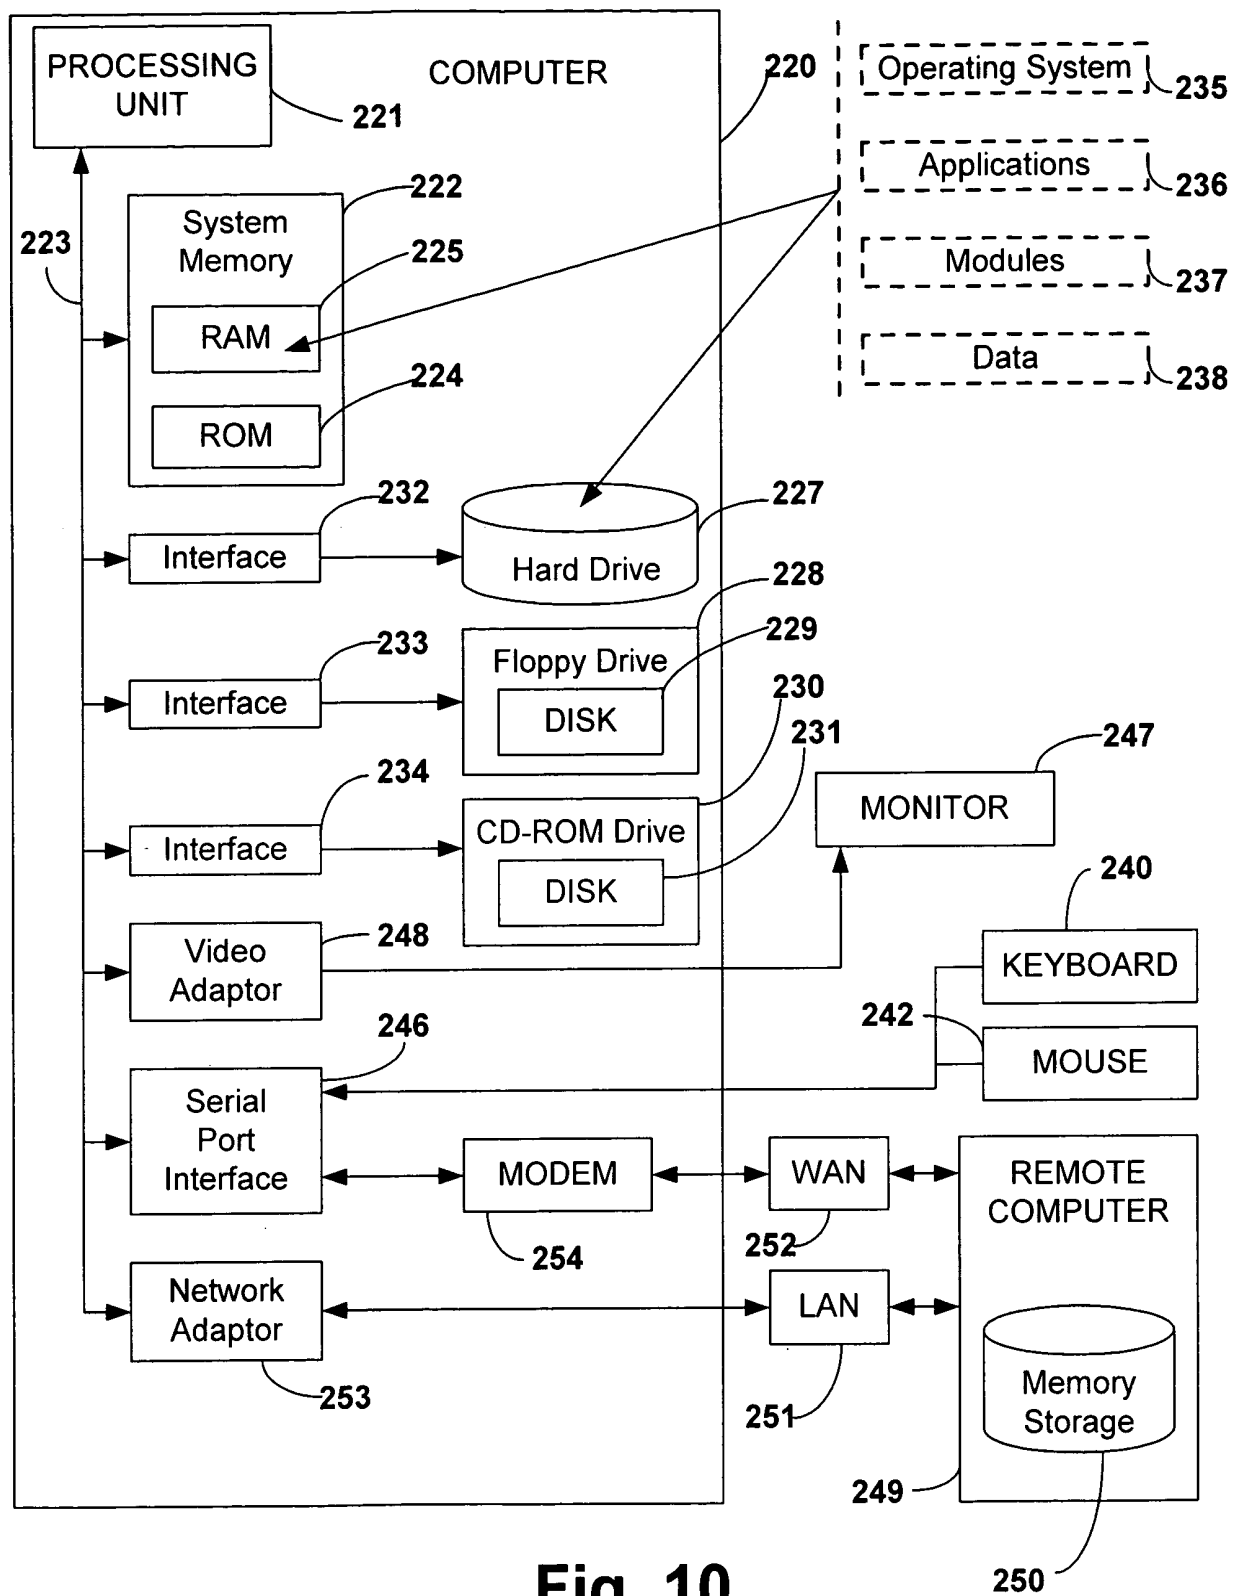 PROCESSING
UNIT
221
COMPUTER
220
Operating System
235
Applications
236
Modules
237
Data
238
223
222
System
Memory
225
RAM
224
ROM
232
Interface
227
Hard Drive
228
233
Interface
229
Floppy Drive
DISK
230
231
234
Interface
CD-ROM Drive
DISK
247
MONITOR
240
KEYBOARD
242
MOUSE
248
Video
Adaptor
246
Serial
Port
Interface
MODEM
254
WAN
252
REMOTE
COMPUTER
Network
Adaptor
253
LAN
251
Memory
Storage
249
250
Fig. 10